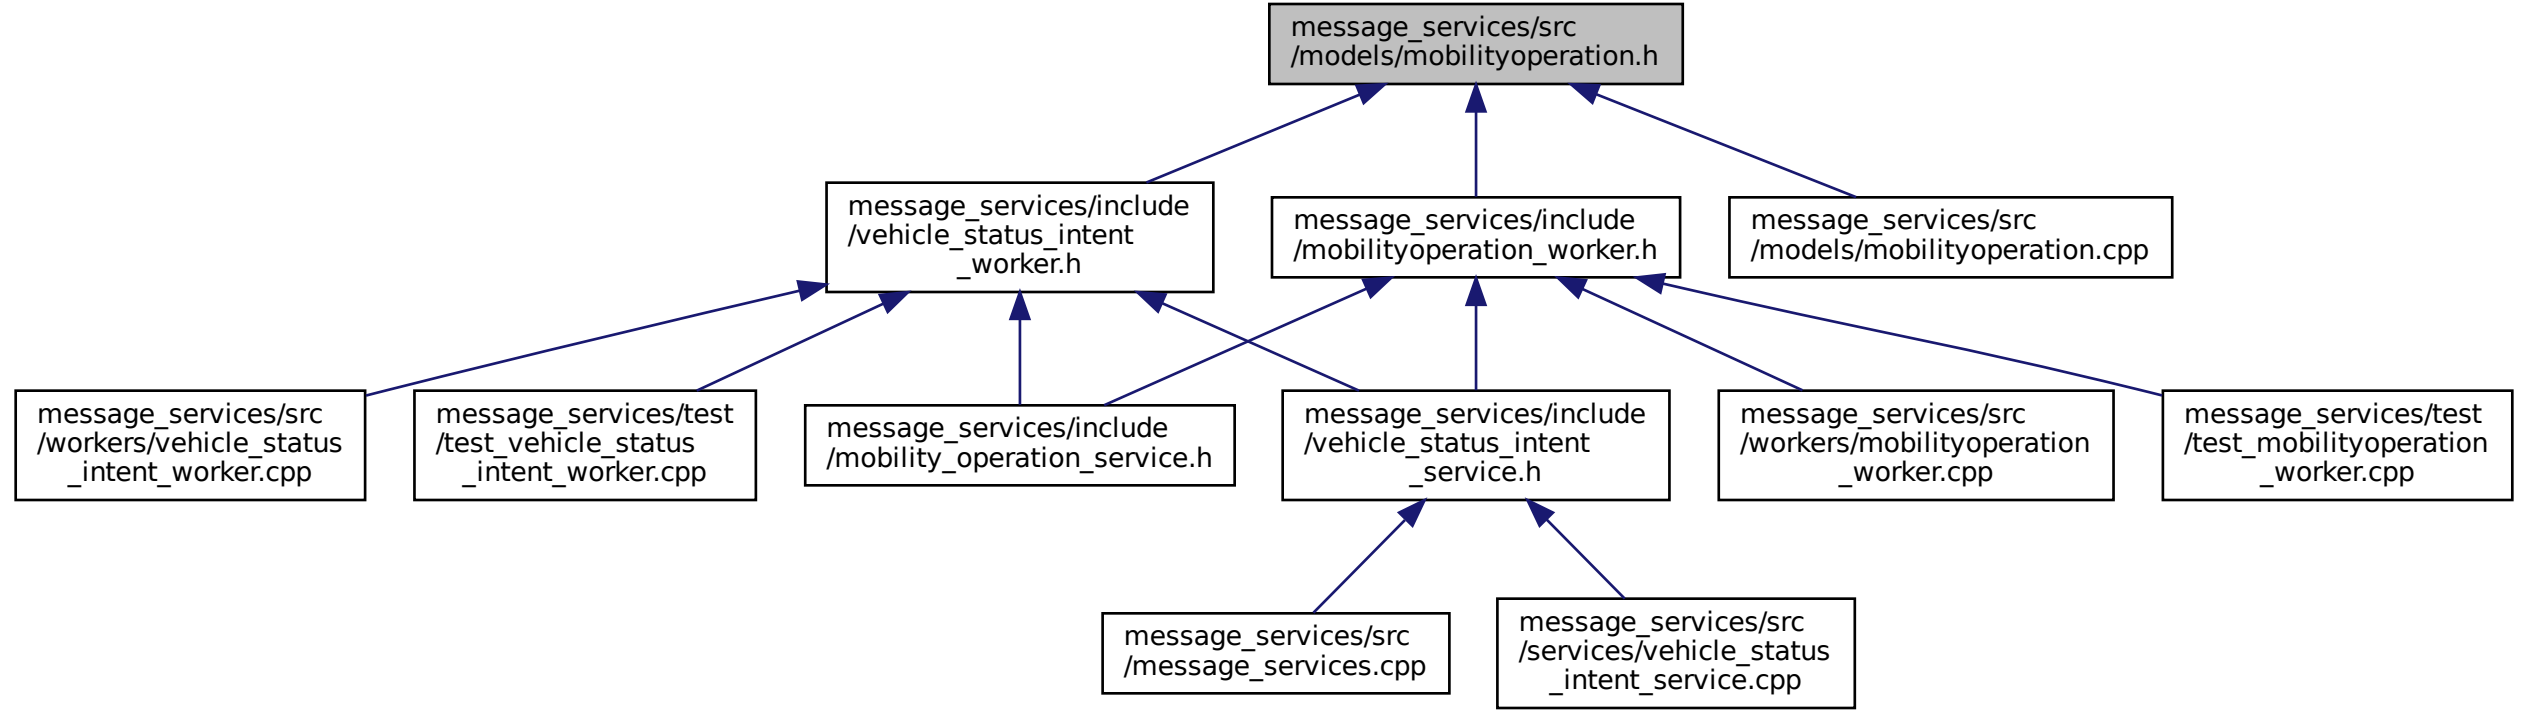 message_services/src
/models/mobilityoperation.h
message_services/include
/vehicle_status_intent
_worker.h
message_services/include
/mobilityoperation_worker.h
message_services/src
/models/mobilityoperation.cpp
message_services/src
/workers/vehicle_status
_intent_worker.cpp
message_services/test
/test_vehicle_status
_intent_worker.cpp
message_services/include
/mobility_operation_service.h
message_services/include
/vehicle_status_intent
_service.h
message_services/src
/workers/mobilityoperation
_worker.cpp
message_services/test
/test_mobilityoperation
_worker.cpp
message_services/src
/message_services.cpp
message_services/src
/services/vehicle_status
_intent_service.cpp